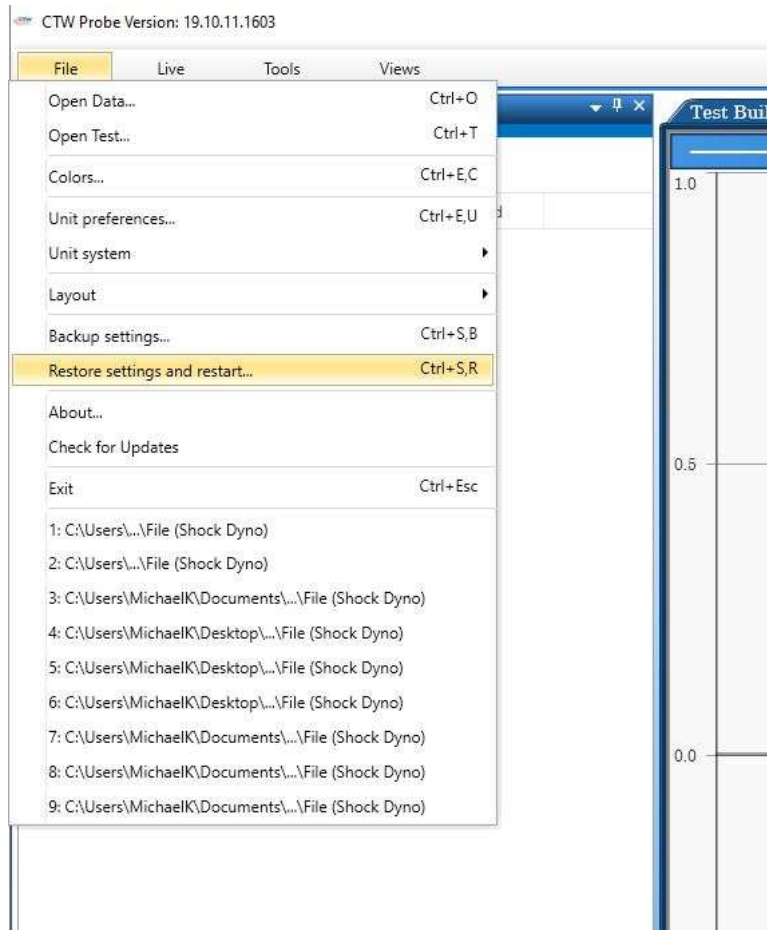 CTW Probe Version: 19.10.11.1603
File Live Tools Views
Open Data... Ctrl+O
Open Test... Ctrl+T
Colors... Ctrl+E,C
Unit preferences... Ctrl+E,U
Unit system
Layout
Backup settings... Ctrl+S,B
Restore settings and restart... Ctrl+S,R
About...
Check for Updates
Exit Ctrl+Esc
1: C:\Users\...\File (Shock Dyno)
2: C:\Users\...\File (Shock Dyno)
3: C:\Users\MichaelK\Documents\...\File (Shock Dyno)
4: C:\Users\MichaelK\Desktop\...\File (Shock Dyno)
5: C:\Users\MichaelK\Desktop\...\File (Shock Dyno)
6: C:\Users\MichaelK\Desktop\...\File (Shock Dyno)
7: C:\Users\MichaelK\Documents\...\File (Shock Dyno)
8: C:\Users\MichaelK\Documents\...\File (Shock Dyno)
9: C:\Users\MichaelK\Documents\...\File (Shock Dyno)
Test Buil
1.0
0.5
0.0